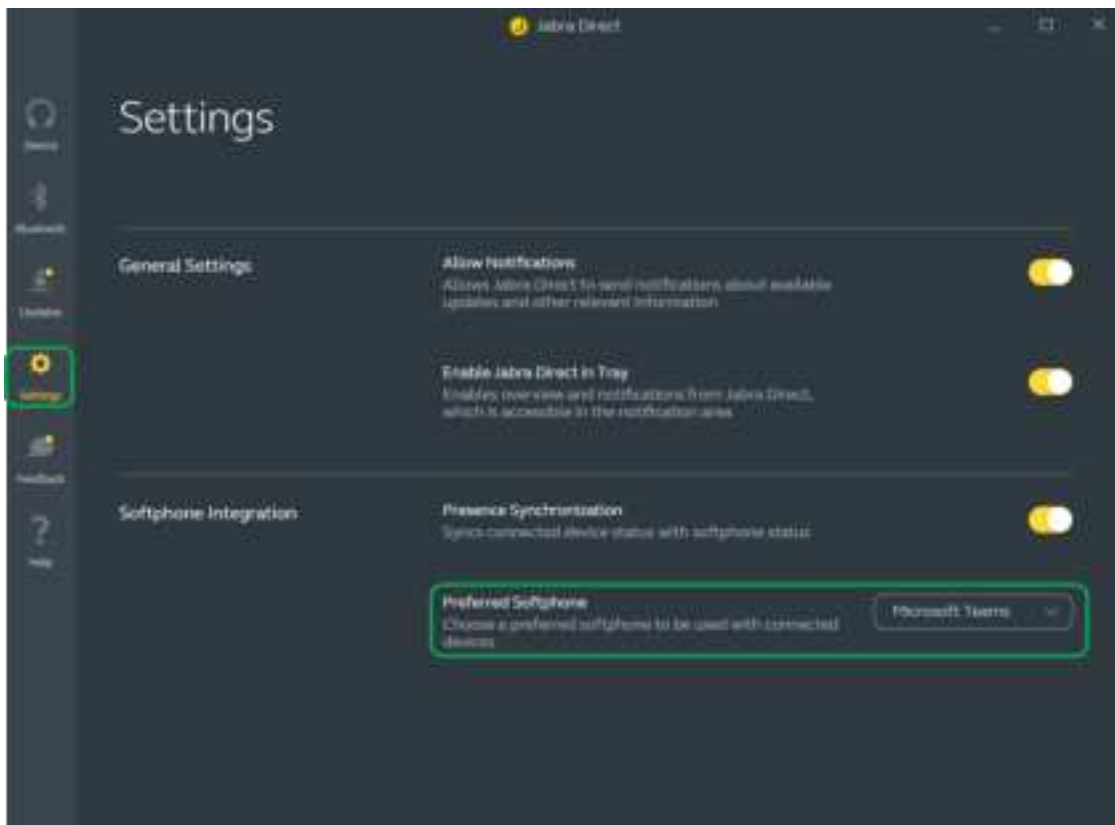 Jabra Direct
Settings
Device
Bluetooth
Updates
Settings
Feedback
Help
General Settings
Allow Notifications
Allows Jabra Direct to send notifications about available
updates and other relevant information
Enable Jabra Direct in Tray
Enables overview and notifications from Jabra Direct,
which is accessible in the notification area
Softphone Integration
Presence Synchronization
Syncs connected device status with softphone status
Preferred Softphone
Choose a preferred softphone to be used with connected
devices
Microsoft Teams